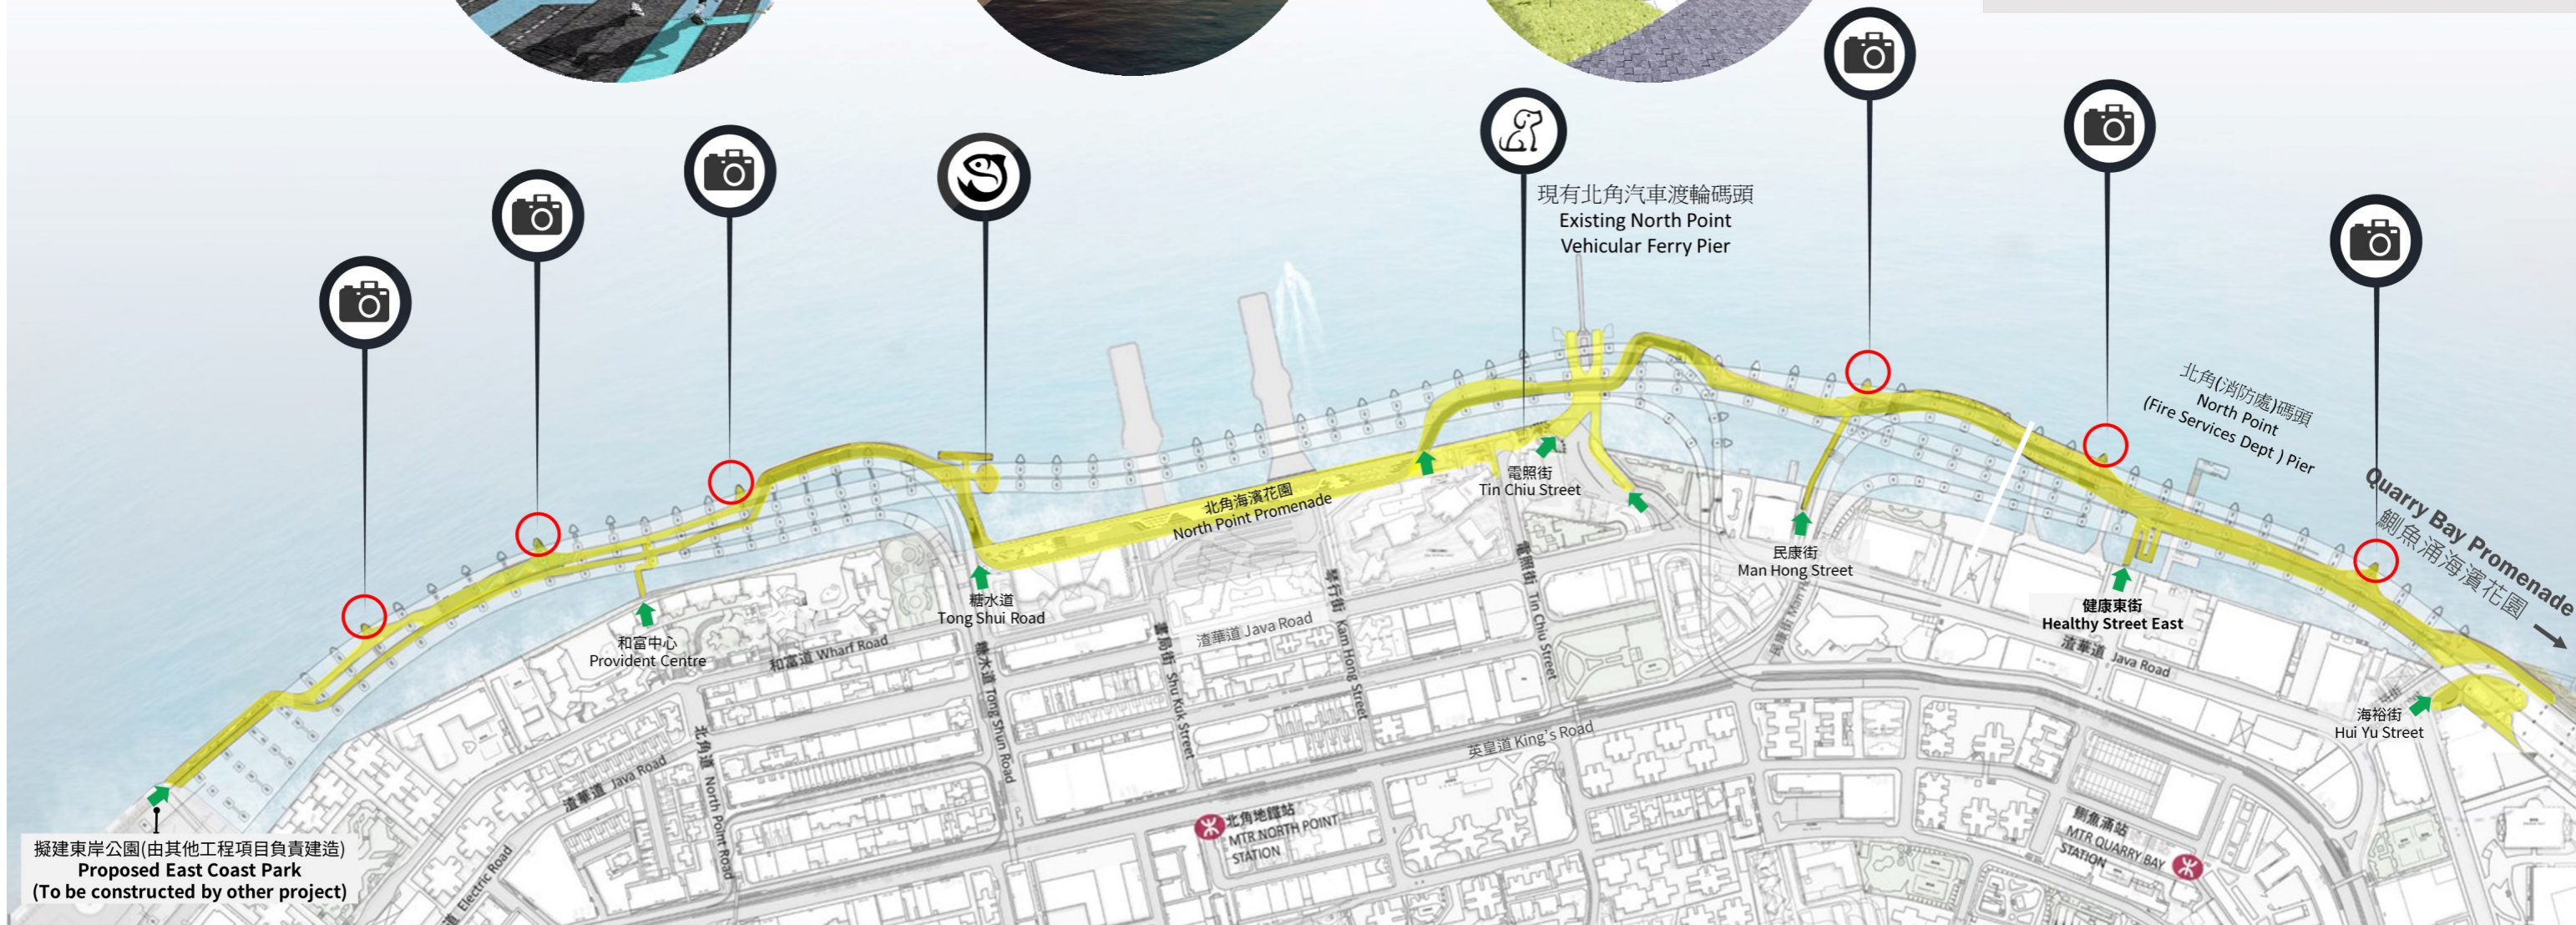 現有北角汽車渡輪碼頭
Existing North Point
Vehicular Ferry Pier
北角(消防處)碼頭
North Point
(Fire Services Dept ) Pier
Quarry Bay Promenade
鰂魚涌海濱花園
北角海濱花園
North Point Promenade
電照街
Tin Chiu Street
民康街
Man Hong Street
健康東街
Healthy Street East
糖水道
Tong Shui Road
和富中心
Provident Centre
和富道 Wharf Road
渣華道 Java Road
書局街 Shu Kuk Street
琴行街 Kam Hong Street
電照街 Tin Chiu Street
民康街 Man
渣華道 Java Road
海裕街
Hui Yu Street
糖水道 Tong Shun Road
英皇道 King's Road
北角道 North Point Road
渣華道 Java Road
北角地鐵站
MTR NORTH POINT
STATION
鰂魚涌站
MTR QUARRY BAY
STATION
擬建東岸公園(由其他工程項目負責建造)
Proposed East Coast Park
(To be constructed by other project)
道 Electric Road